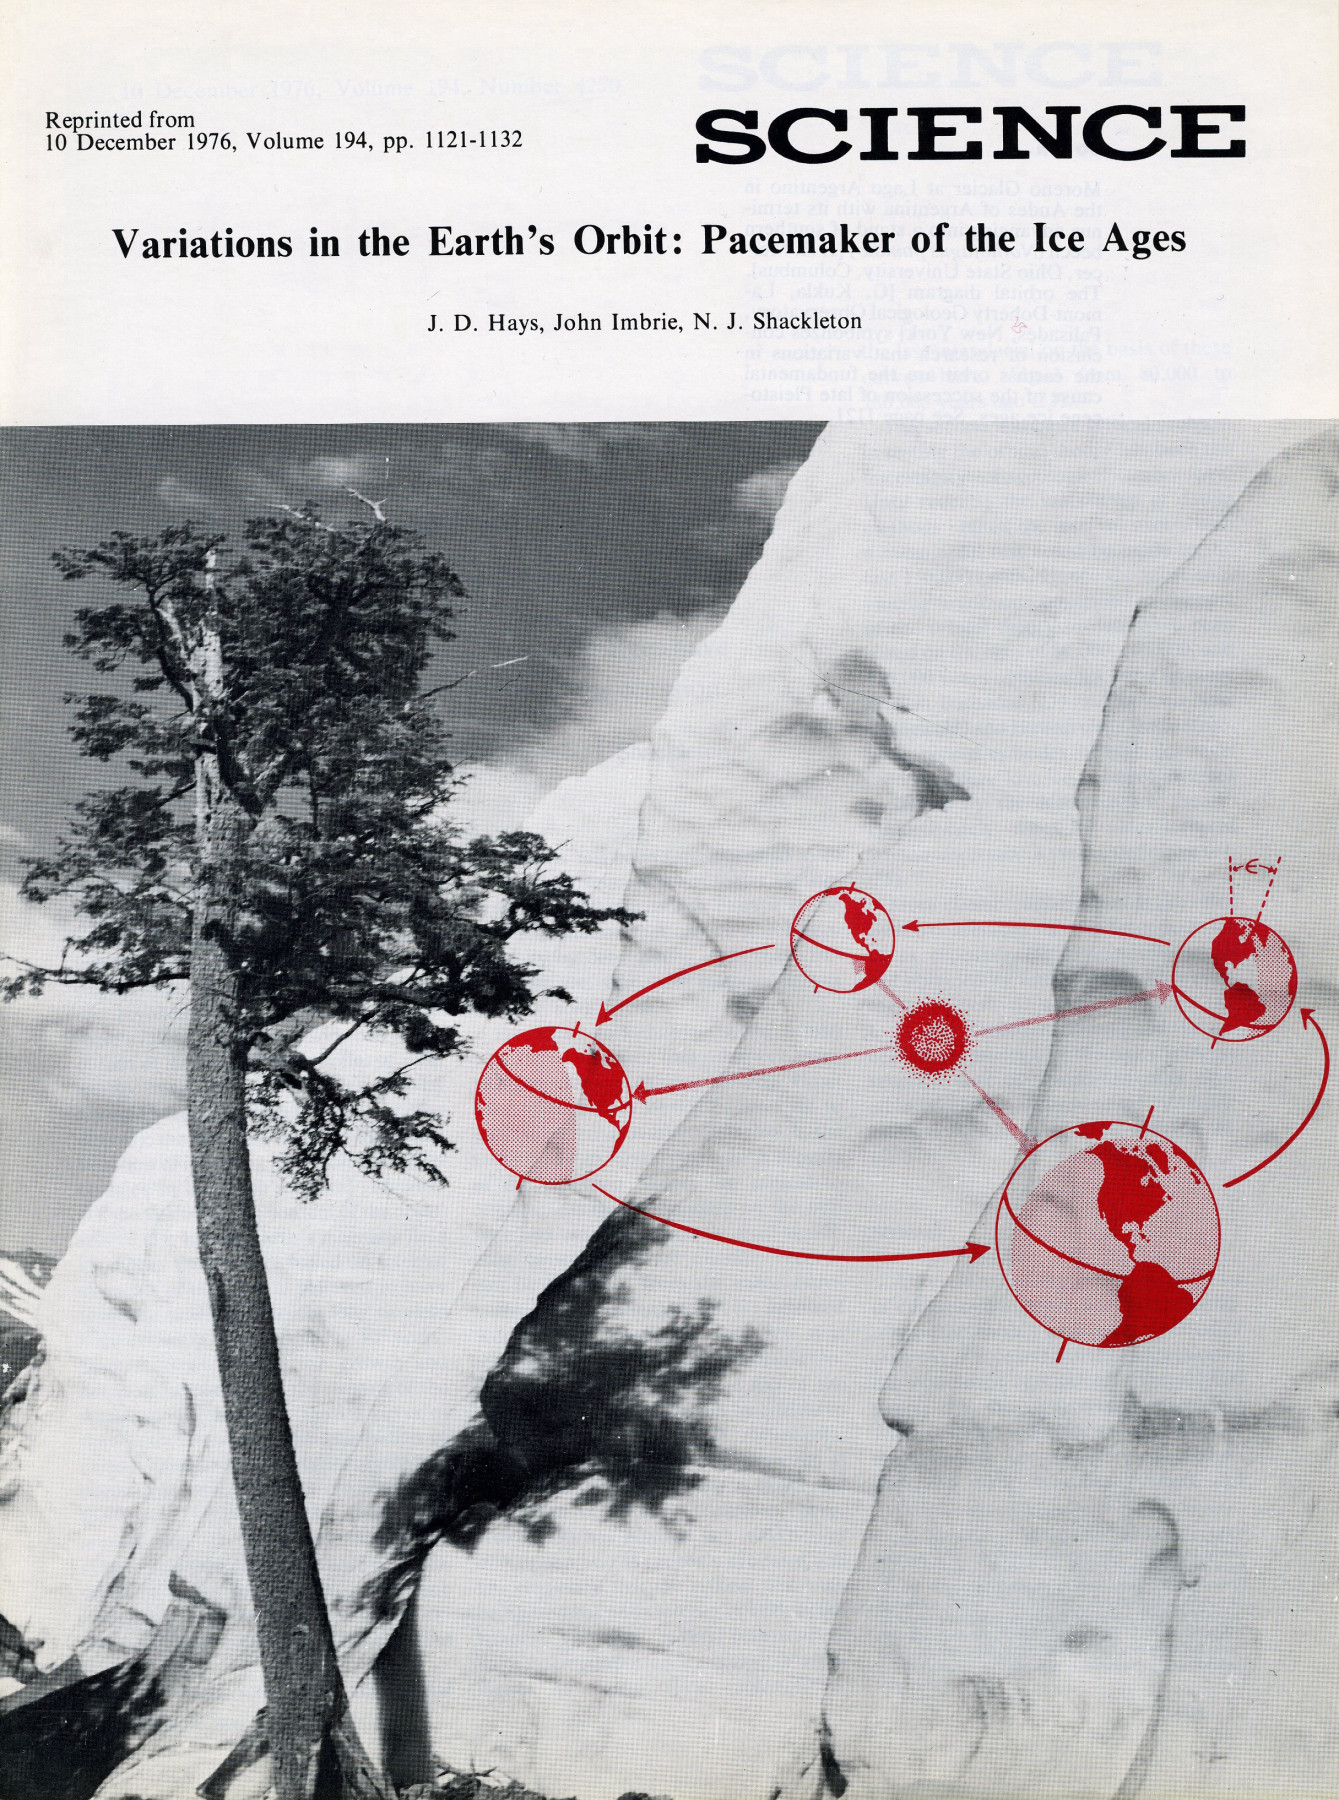 Reprinted from
10 December 1976, Volume 194, pp. 1121-1132
SCIENCE
Variations in the Earth's Orbit: Pacemaker of the Ice Ages
J. D. Hays, John Imbrie, N. J. Shackleton
ϵ